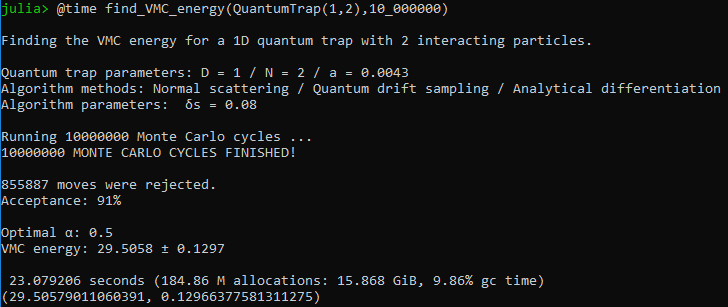 julia> @time find_VMC_energy(QuantumTrap(1,2),10_000000)
Finding the VMC energy for a 1D quantum trap with 2 interacting particles.
Quantum trap parameters: D = 1 / N = 2 / a = 0.0043
Algorithm methods: Normal scattering / Quantum drift sampling / Analytical differentiation
Algorithm parameters:  δs = 0.08
Running 10000000 Monte Carlo cycles ...
10000000 MONTE CARLO CYCLES FINISHED!
855887 moves were rejected.
Acceptance: 91%
Optimal α: 0.5
VMC energy: 29.5058 ± 0.1297
23.079206 seconds (184.86 M allocations: 15.868 GiB, 9.86% gc time)
(29.50579011060391, 0.12966377581311275)